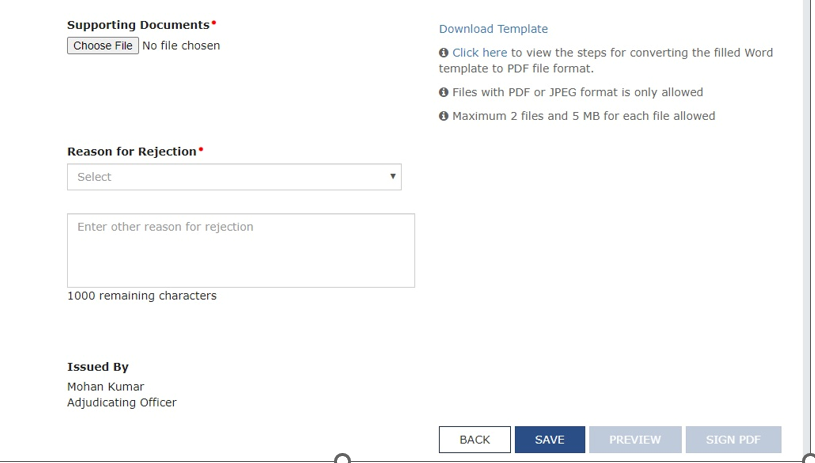 Supporting Documents•
Choose File No file chosen
Download Template
Click here to view the steps for converting the filled Word
template to PDF file format.
Files with PDF or JPEG format is only allowed
Maximum 2 files and 5 MB for each file allowed
Reason for Rejection•
Select
Enter other reason for rejection
1000 remaining characters
Issued By
Mohan Kumar
Adjudicating Officer
BACK SAVE PREVIEW SIGN PDF